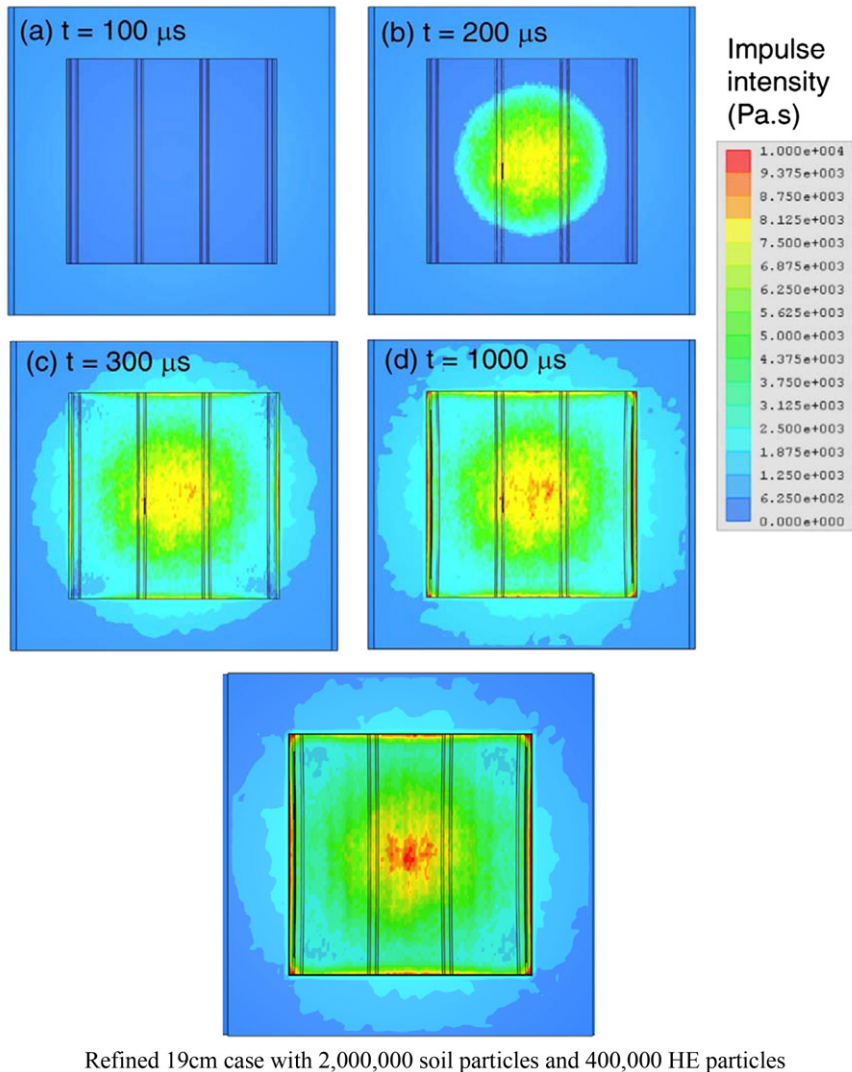 (a) t = 100 μs
(b) t = 200 μs
Impulse
intensity
(Pa.s)
1.000e+004
9.375e+003
8.750e+003
8.125e+003
7.500e+003
6.875e+003
6.250e+003
5.625e+003
5.000e+003
4.375e+003
3.750e+003
3.125e+003
2.500e+003
1.875e+003
1.250e+003
6.250e+002
0.000e+000
(c) t = 300 μs
(d) t = 1000 μs
Refined 19cm case with 2,000,000 soil particles and 400,000 HE particles